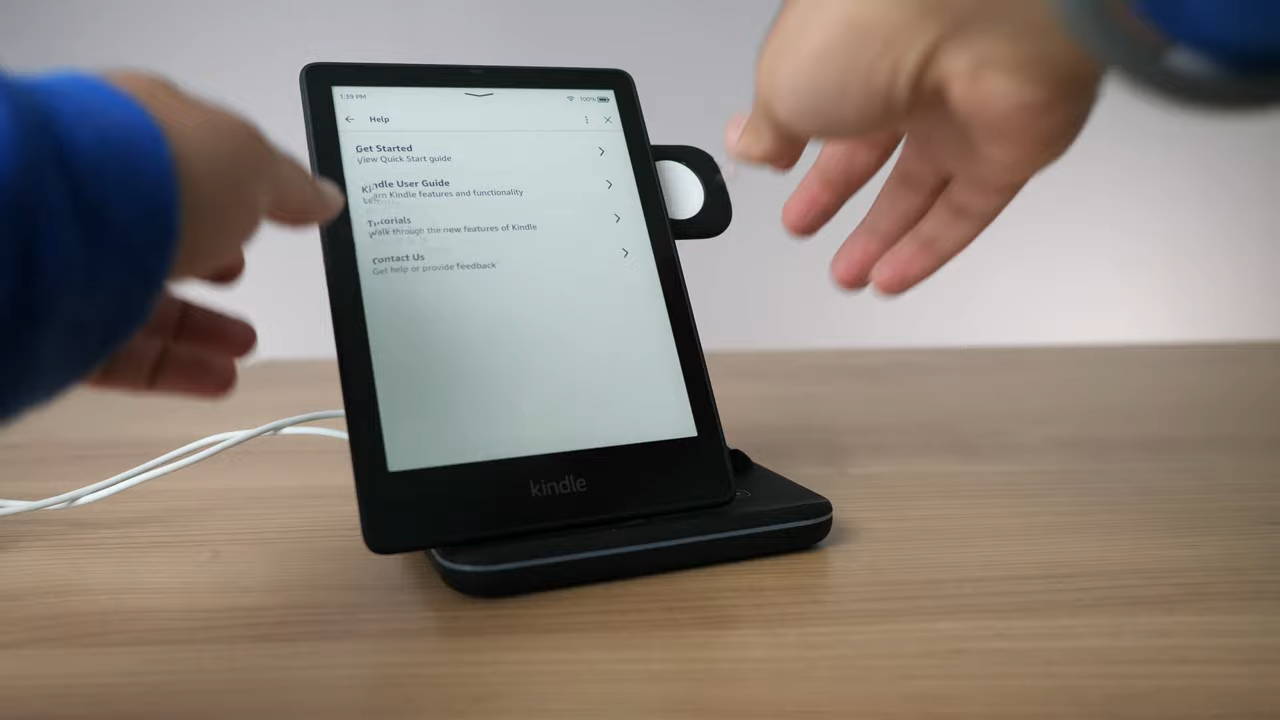 1:39 PM
100%
Help
Get Started
View Quick Start guide
Kindle User Guide
Learn Kindle features and functionality
Tutorials
Walk through the new features of Kindle
Contact Us
Get help or provide feedback
kindle